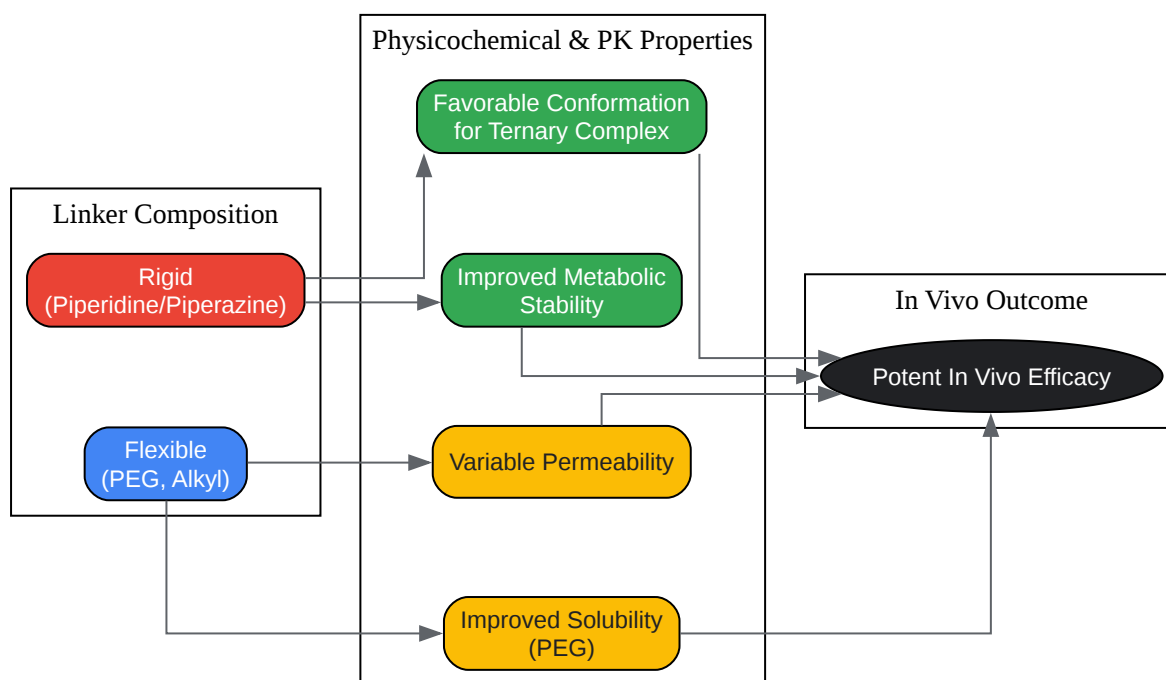 Linker Composition
Rigid
(Piperidine/Piperazine)
Flexible
(PEG, Alkyl)
Physicochemical & PK Properties
Favorable Conformation
for Ternary Complex
Improved Metabolic
Stability
Variable Permeability
Improved Solubility
(PEG)
In Vivo Outcome
Potent In Vivo Efficacy